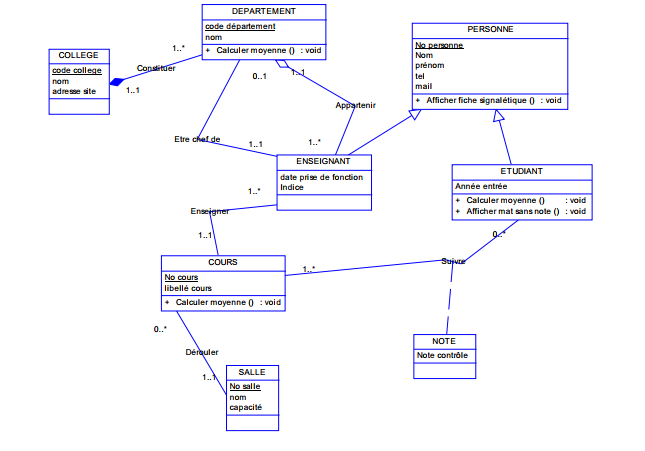 DEPARTEMENT
code département
nom
+ Calculer moyenne () : void
PERSONNE
No personne
Nom
prénom
tel
mail
+ Afficher fiche signalétique () : void
COLLEGE
code college
nom
adresse site
1..*
Constituer
1..1
0..1
1..1
Appartenir
Etre chef de
1..1
1..*
ENSEIGNANT
date prise de fonction
Indice
ETUDIANT
Année entrée
+ Calculer moyenne () : void
+ Afficher mat sans note () : void
1..*
Enseigner
1..1
0..*
Suivre
1..*
COURS
No cours
libellé cours
+ Calculer moyenne () : void
0..*
Dérouler
1..1
NOTE
Note contrôle
SALLE
No salle
nom
capacité